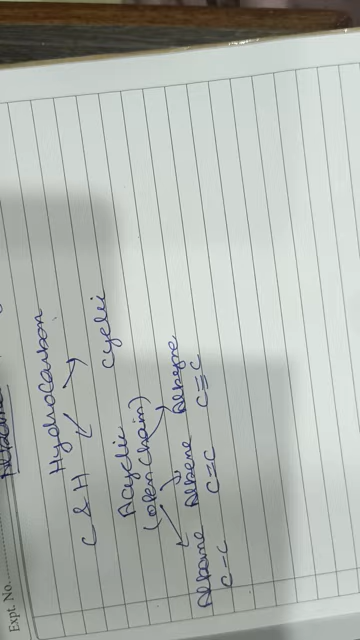 Expt. No.
Hydrocarbon
C & H
Acyclic cyclic
(open chain)
Alkane Alkene Alkyne
C-C C=C C≡C